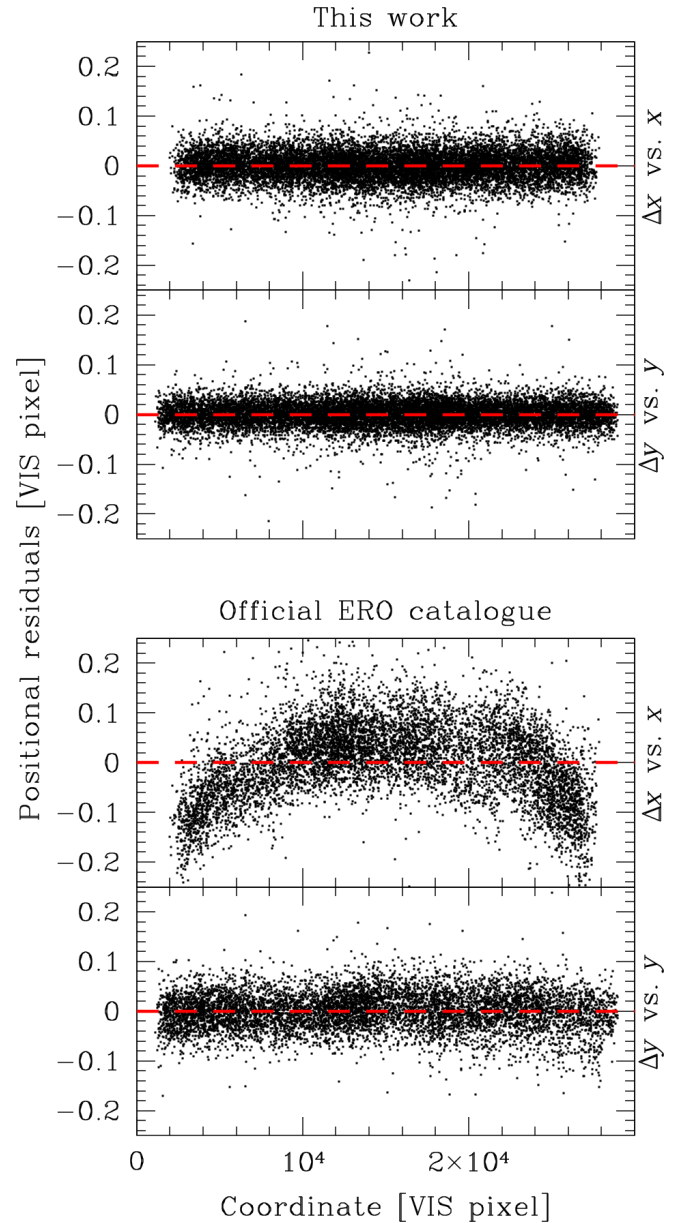 This work
0.2
0.1
0
−0.1
−0.2
Δx vs. x
0.2
0.1
0
−0.1
−0.2
Δy vs. y
Positional residuals [VIS pixel]
Official ERO catalogue
0.2
0.1
0
−0.1
−0.2
Δx vs. x
0.2
0.1
0
−0.1
−0.2
Δy vs. y
0 10⁴ 2×10⁴
Coordinate [VIS pixel]